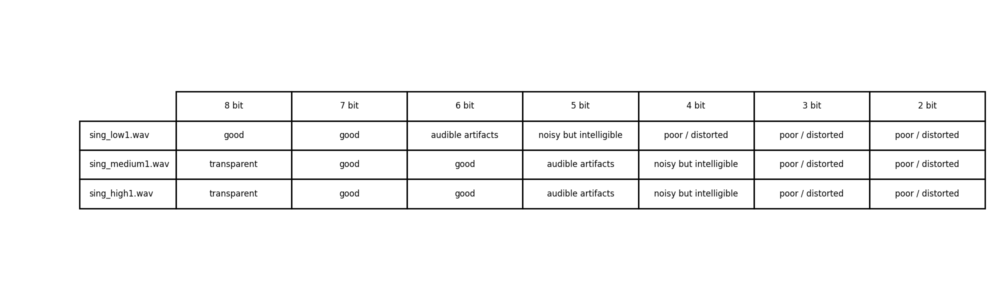 8 bit 7 bit 6 bit 5 bit 4 bit 3 bit 2 bit
sing_low1.wav good good audible artifacts noisy but intelligible poor / distorted poor / distorted poor / distorted
sing_medium1.wav transparent good good audible artifacts noisy but intelligible poor / distorted poor / distorted
sing_high1.wav transparent good good audible artifacts noisy but intelligible poor / distorted poor / distorted